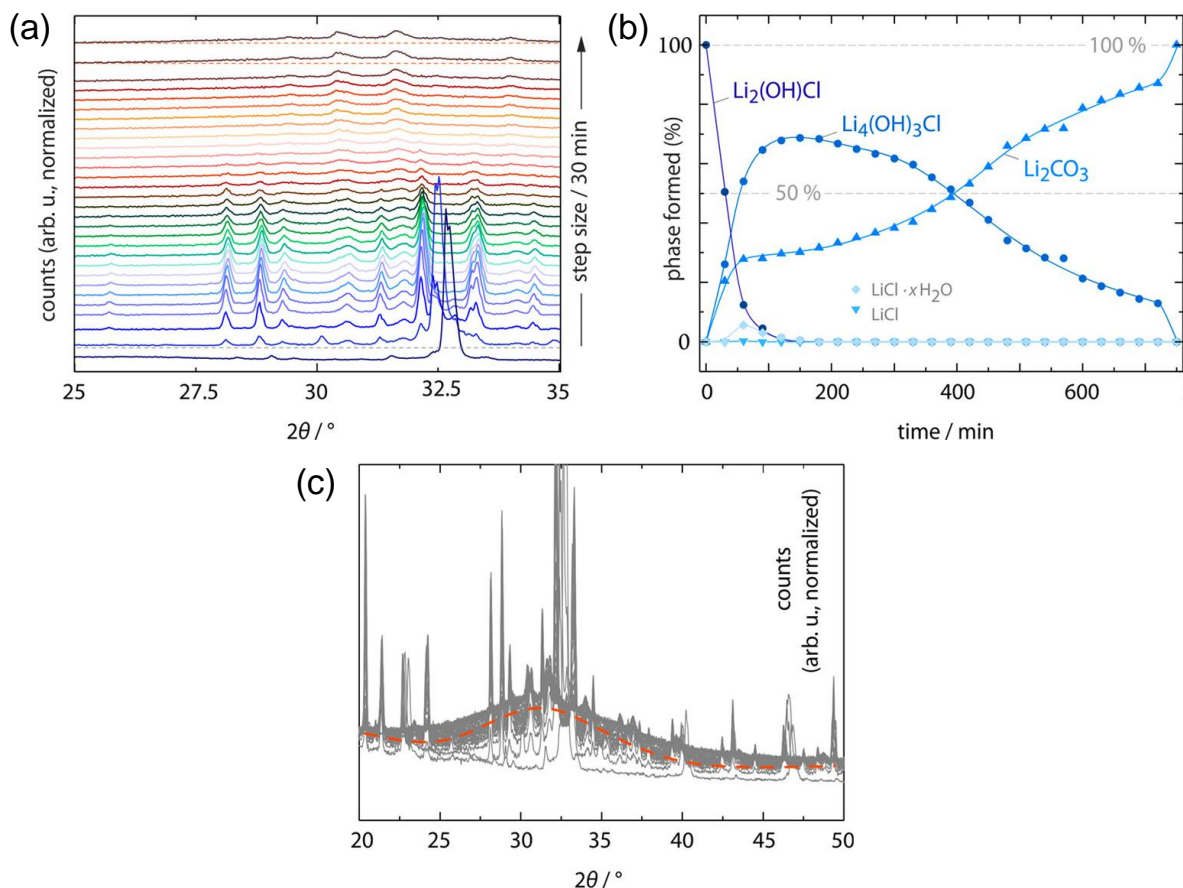 (a)
counts (arb. u., normalized)
25
27.5
30
32.5
35
2θ / °
step size / 30 min
(b)
phase formed (%)
100
50
0
100 %
50 %
Li₂(OH)Cl
Li₄(OH)₃Cl
Li₂CO₃
LiCl · xH₂O
LiCl
0
200
400
600
time / min
(c)
counts
(arb. u., normalized)
20
25
30
35
40
45
50
2θ / °